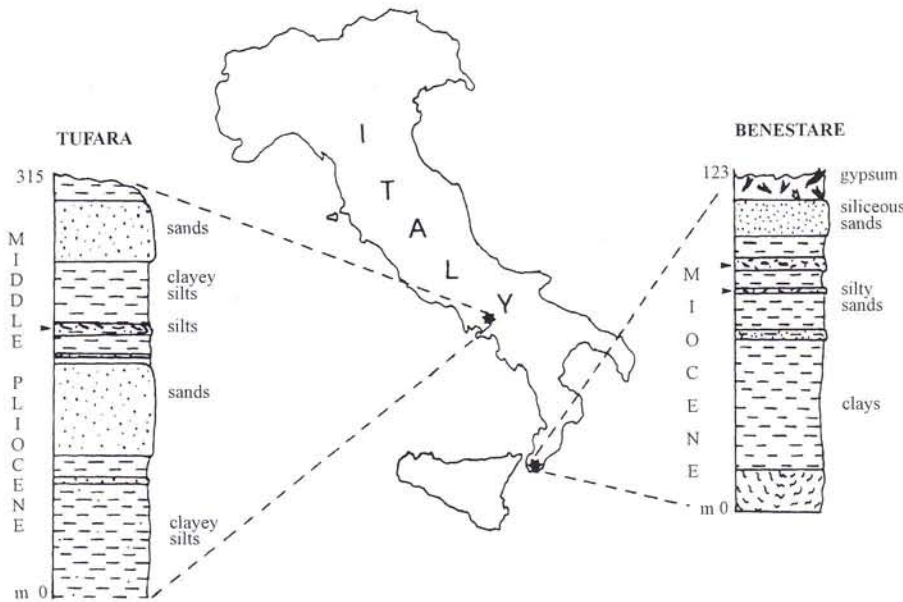 TUFARA
315
sands
clayey
silts
silts
sands
clayey
silts
m 0
MIDDLE PLIOCENE
ITALY
BENESTARE
123
gypsum
siliceous
sands
silty
sands
clays
m 0
MIOCENE